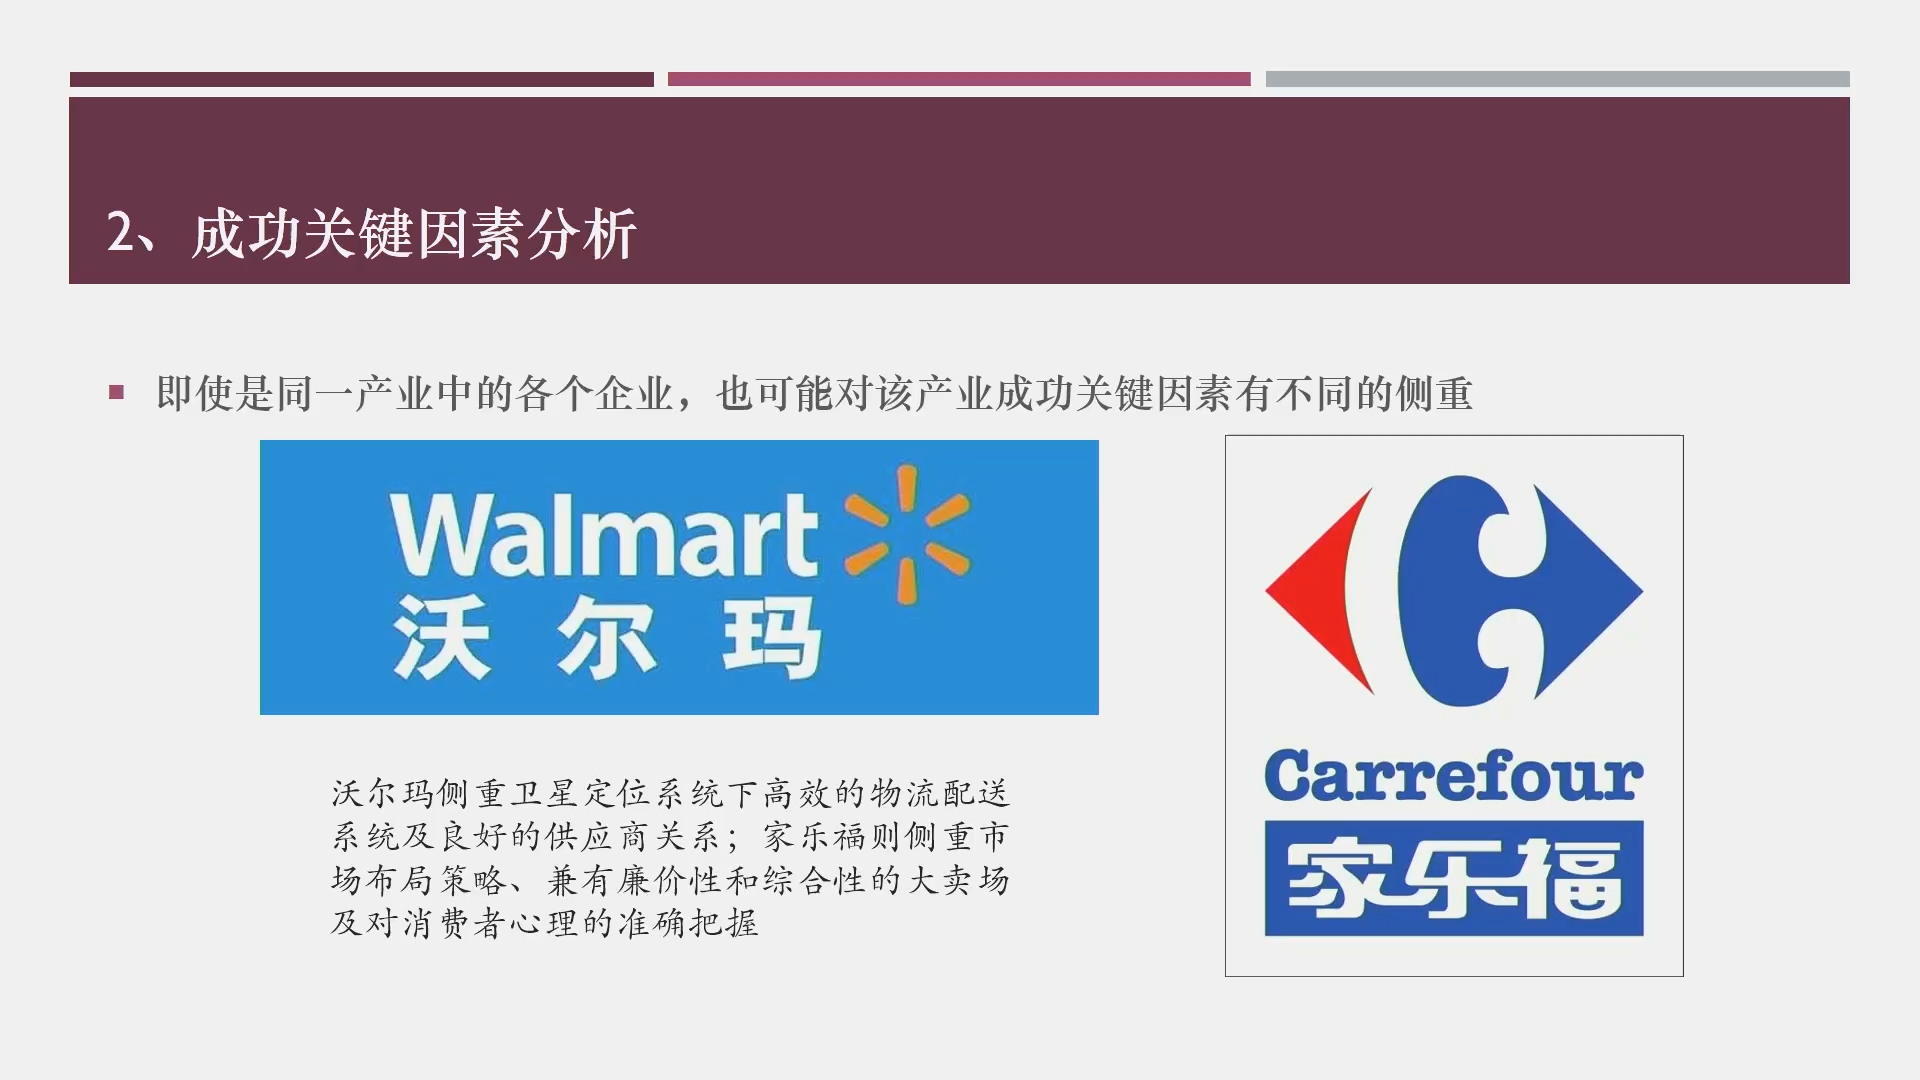 2、成功关键因素分析
即使是同一产业中的各个企业，也可能对该产业成功关键因素有不同的侧重
Walmart
沃尔玛
Carrefour
家乐福
沃尔玛侧重卫星定位系统下高效的物流配送
系统及良好的供应商关系；家乐福则侧重市
场布局策略、兼有廉价性和综合性的大卖场
及对消费者心理的准确把握